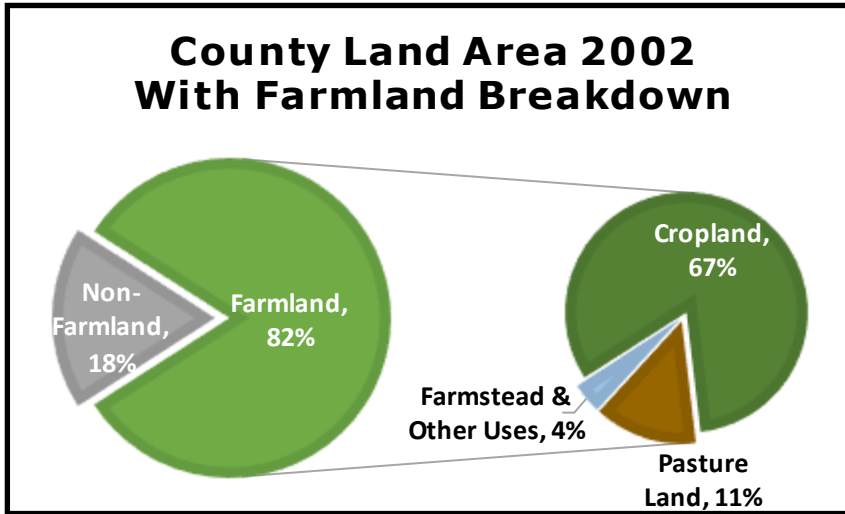 County Land Area 2002
With Farmland Breakdown
Non-
Farmland,
18%
Farmland,
82%
Cropland,
67%
Farmstead &
Other Uses, 4%
Pasture
Land, 11%